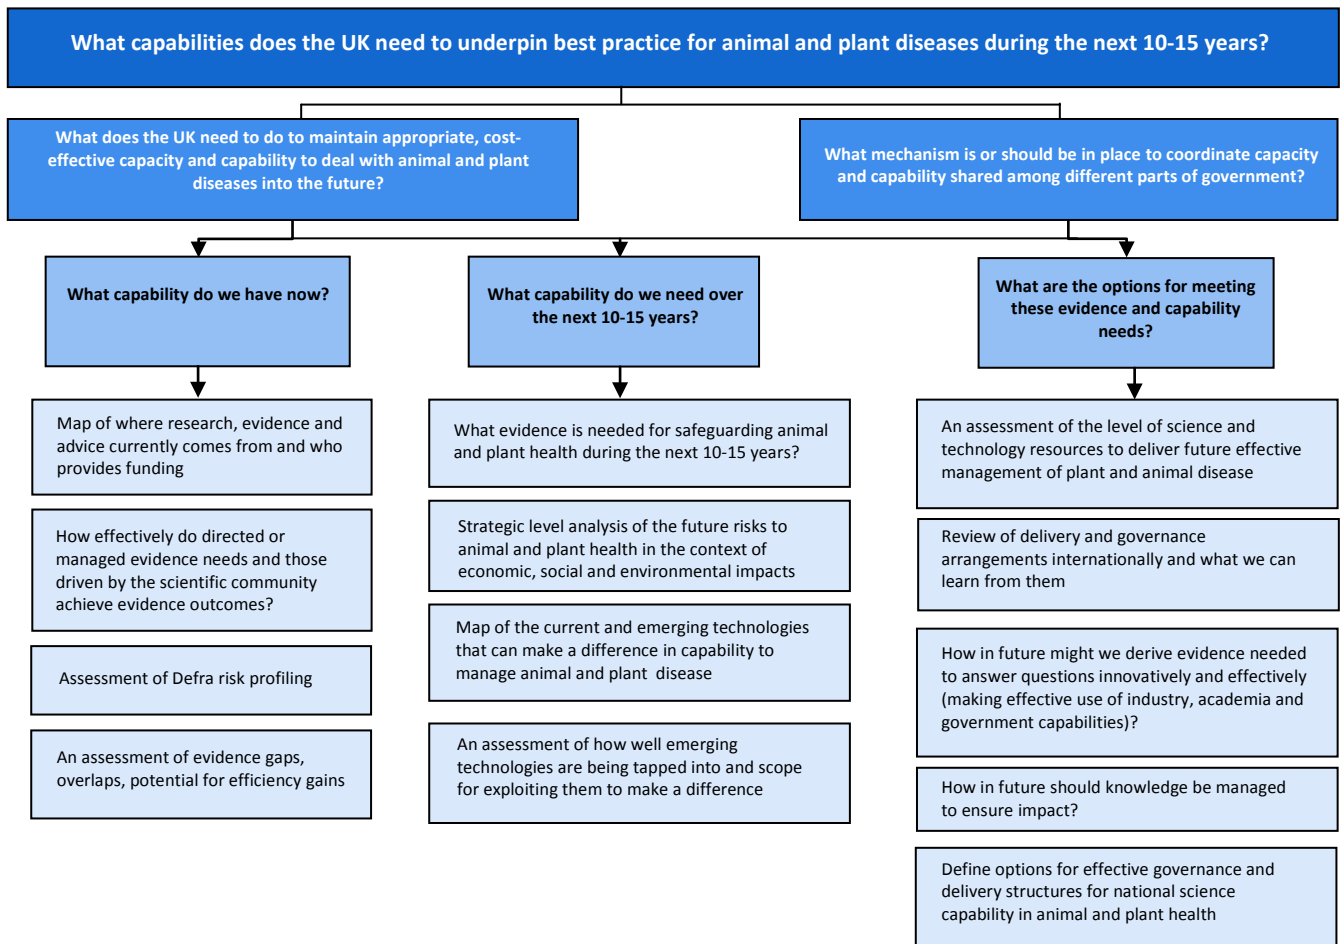 What capabilities does the UK need to underpin best practice for animal and plant diseases during the next 10-15 years?
What does the UK need to do to maintain appropriate, cost-
effective capacity and capability to deal with animal and plant
diseases into the future?
What mechanism is or should be in place to coordinate capacity
and capability shared among different parts of government?
What capability do we have now?
Map of where research, evidence and
advice currently comes from and who
provides funding
How effectively do directed or
managed evidence needs and those
driven by the scientific community
achieve evidence outcomes?
Assessment of Defra risk profiling
An assessment of evidence gaps,
overlaps, potential for efficiency gains
What capability do we need over
the next 10-15 years?
What evidence is needed for safeguarding animal
and plant health during the next 10-15 years?
Strategic level analysis of the future risks to
animal and plant health in the context of
economic, social and environmental impacts
Map of the current and emerging technologies
that can make a difference in capability to
manage animal and plant disease
An assessment of how well emerging
technologies are being tapped into and scope
for exploiting them to make a difference
What are the options for meeting
these evidence and capability
needs?
An assessment of the level of science and
technology resources to deliver future effective
management of plant and animal disease
Review of delivery and governance
arrangements internationally and what we can
learn from them
How in future might we derive evidence needed
to answer questions innovatively and effectively
(making effective use of industry, academia and
government capabilities)?
How in future should knowledge be managed
to ensure impact?
Define options for effective governance and
delivery structures for national science
capability in animal and plant health